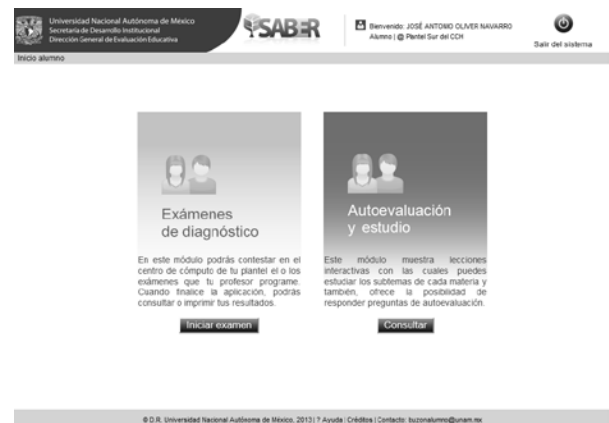 Universidad Nacional Autónoma de México
Secretaría de Desarrollo Institucional
Dirección General de Evaluación Educativa
SABER
Bienvenido: JOSÉ ANTONIO OLIVER NAVARRO
Alumno | @ Plantel Sur del CCH
Salir del sistema
Inicio alumno
Exámenes
de diagnóstico
En este módulo podrás contestar en el
centro de cómputo de tu plantel el o los
exámenes que tu profesor programe.
Cuando finalice la aplicación, podrás
consultar o imprimir tus resultados.
Iniciar examen
Autoevaluación
y estudio
Este módulo muestra lecciones
interactivas con las cuales puedes
estudiar los subtemas de cada materia y
también, ofrece la posibilidad de
responder preguntas de autoevaluación.
Consultar
© D.R. Universidad Nacional Autónoma de México, 2013 | ? Ayuda | Créditos | Contacto: buzonalumno@unam.mx